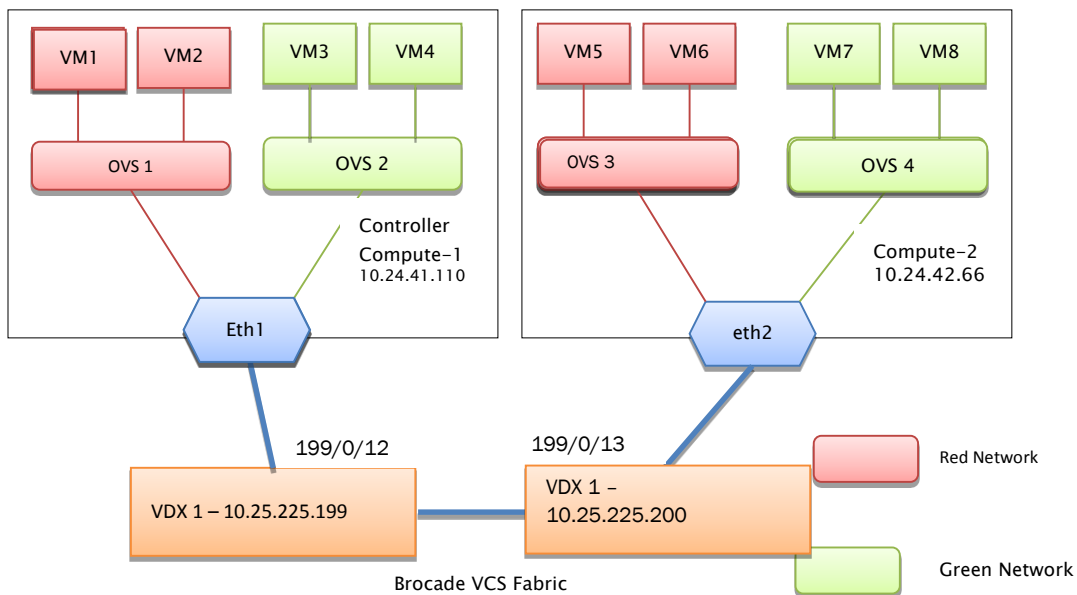 VM1
VM2
VM3
VM4
VM5
VM6
VM7
VM8
OVS 1
OVS 2
OVS 3
OVS 4
Controller
Compute-1
10.24.41.110
Compute-2
10.24.42.66
Eth1
eth2
199/0/12
199/0/13
VDX 1 – 10.25.225.199
VDX 1 –
10.25.225.200
Red Network
Green Network
Brocade VCS Fabric